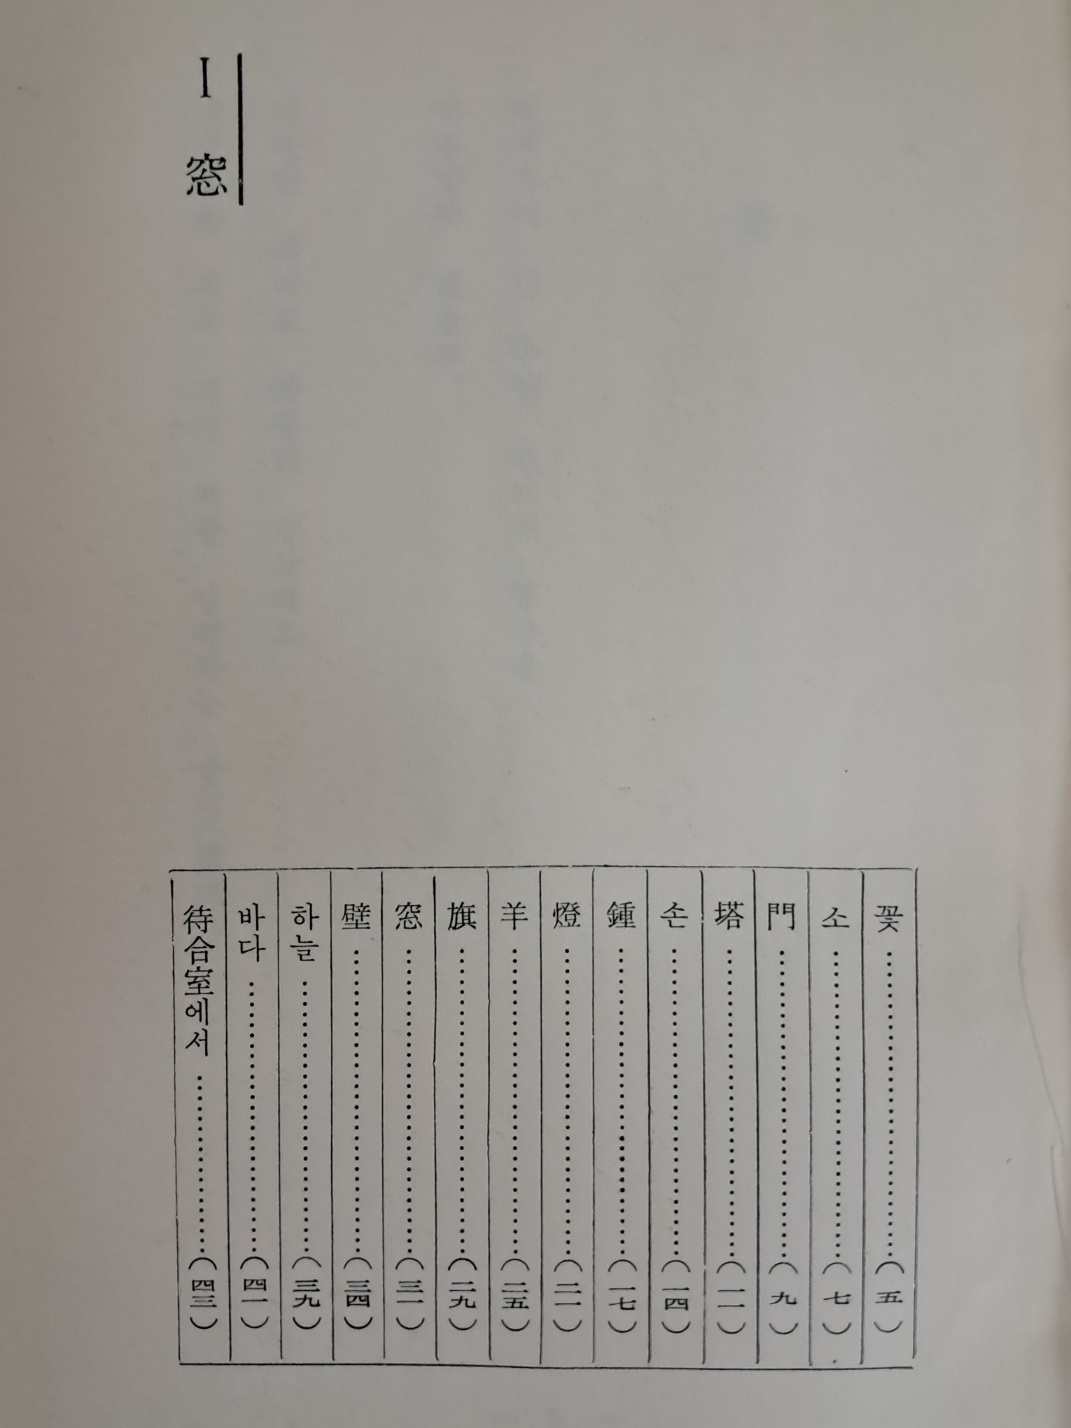 I 窓
꽃……………………………(五)
소……………………………(七)
門……………………………(九)
塔……………………………(一一)
손……………………………(一四)
鍾……………………………(一七)
燈……………………………(二一)
羊……………………………(二五)
旗……………………………(二九)
窓……………………………(三一)
壁……………………………(三四)
하늘…………………………(三九)
바다…………………………(四一)
待合室에서…………………(四三)